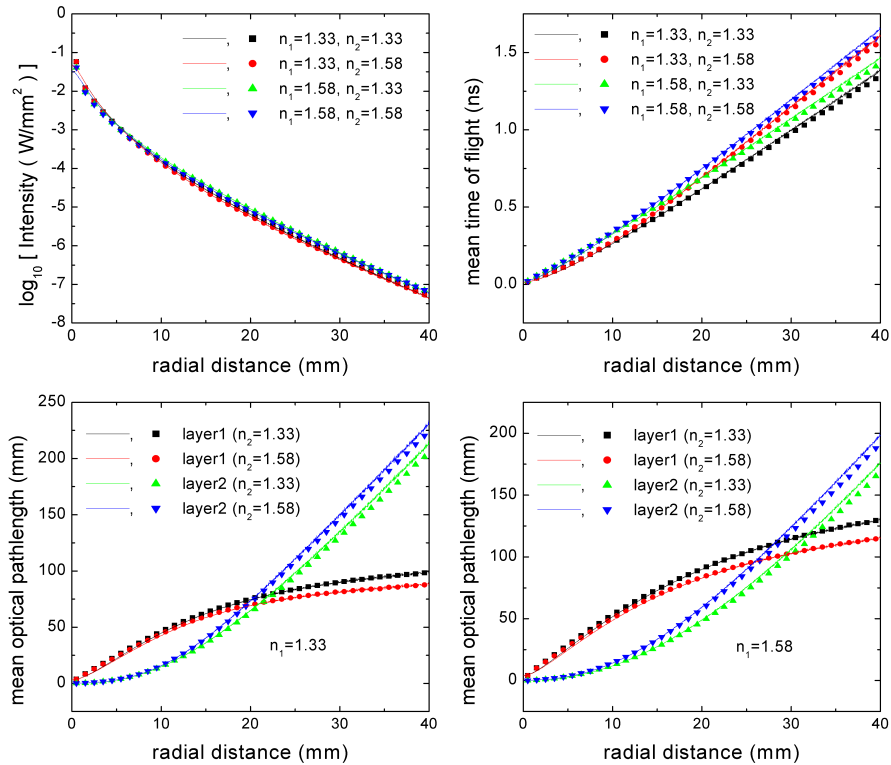 log10 [ Intensity ( W/mm2 ) ]
0
-1
-2
-3
-4
-5
-6
-7
-8
, n1=1.33, n2=1.33
, n1=1.33, n2=1.58
, n1=1.58, n2=1.33
, n1=1.58, n2=1.58
0 10 20 30 40
radial distance (mm)
mean time of flight (ns)
1.5
1.0
0.5
0.0
, n1=1.33, n2=1.33
, n1=1.33, n2=1.58
, n1=1.58, n2=1.33
, n1=1.58, n2=1.58
0 10 20 30 40
radial distance (mm)
mean optical pathlength (mm)
250
200
150
100
50
0
, layer1 (n2=1.33)
, layer1 (n2=1.58)
, layer2 (n2=1.33)
, layer2 (n2=1.58)
n1=1.33
0 10 20 30 40
radial distance (mm)
mean optical pathlength (mm)
200
150
100
50
0
, layer1 (n2=1.33)
, layer1 (n2=1.58)
, layer2 (n2=1.33)
, layer2 (n2=1.58)
n1=1.58
0 10 20 30 40
radial distance (mm)